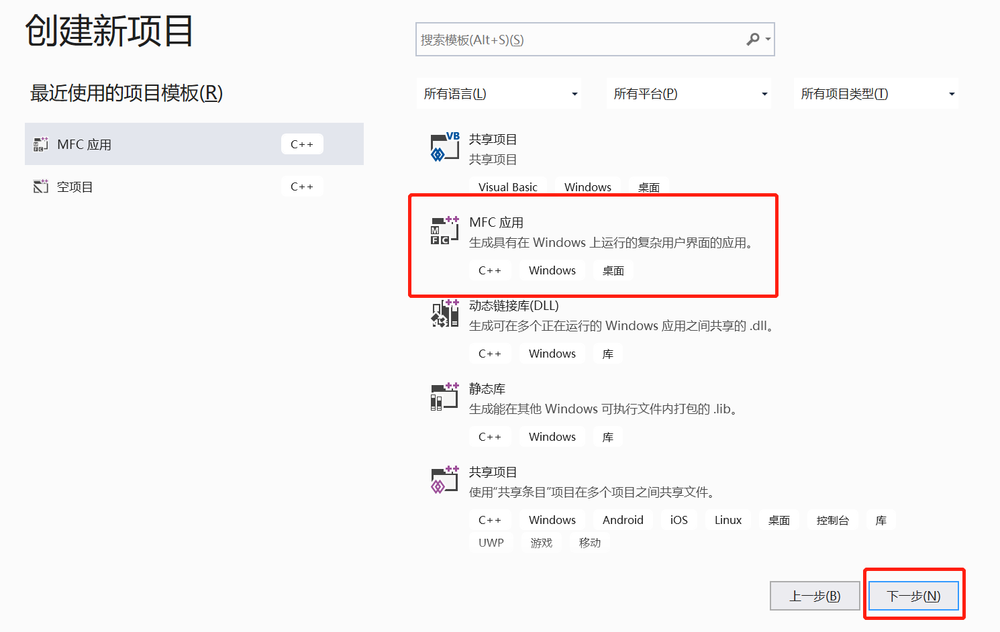 创建新项目
最近使用的项目模板(R)
MFC 应用
C++
空项目
C++
搜索模板(Alt+S)(S)
所有语言(L)
所有平台(P)
所有项目类型(T)
VB
共享项目
共享项目
Visual Basic
Windows
桌面
MFC 应用
生成具有在 Windows 上运行的复杂用户界面的应用。
C++
Windows
桌面
动态链接库(DLL)
生成可在多个正在运行的 Windows 应用之间共享的 .dll。
C++
Windows
库
静态库
生成能在其他 Windows 可执行文件内打包的 .lib。
C++
Windows
库
共享项目
使用“共享条目”项目在多个项目之间共享文件。
C++
Windows
Android
iOS
Linux
桌面
控制台
库
UWP
游戏
移动
上一步(B)
下一步(N)